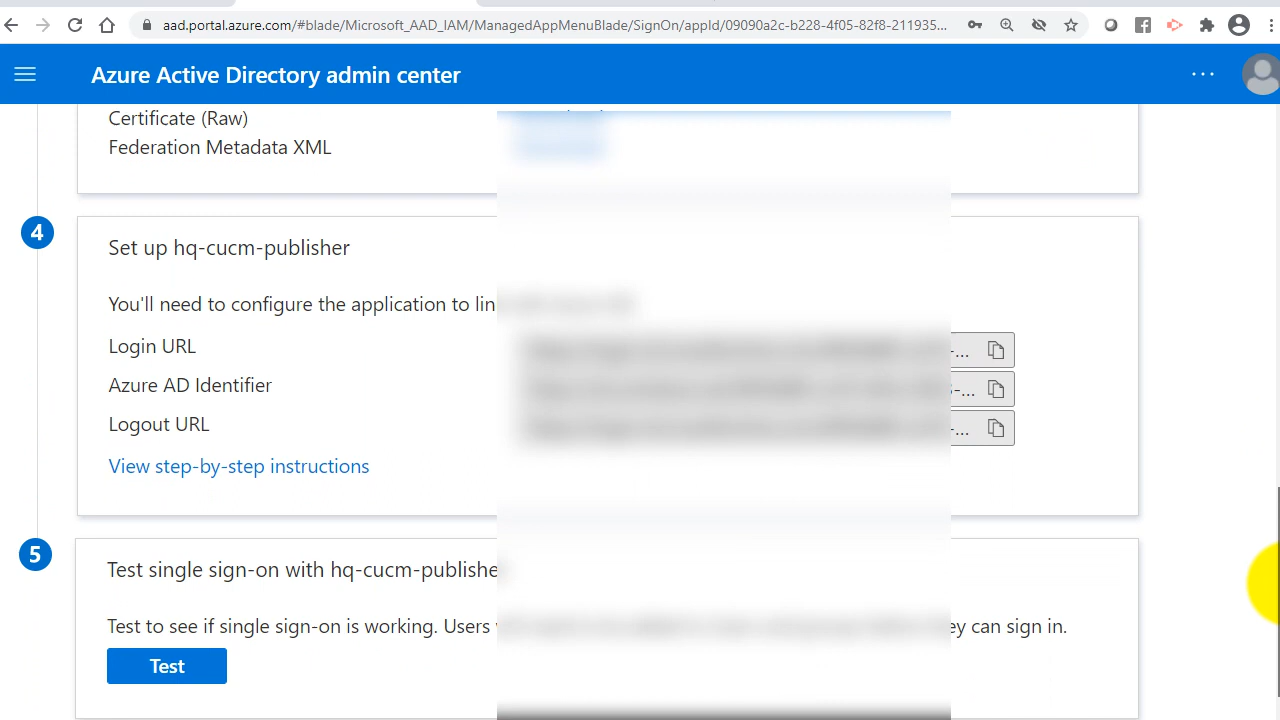 aad.portal.azure.com/#blade/Microsoft_AAD_IAM/ManagedAppMenuBlade/SignOn/appId/09090a2c-b228-4f05-82f8-211935...
Azure Active Directory admin center
Certificate (Raw)
Federation Metadata XML
4
Set up hq-cucm-publisher
You'll need to configure the application to lin
Login URL
-...
Azure AD Identifier
-...
Logout URL
-...
View step-by-step instructions
5
Test single sign-on with hq-cucm-publishe
Test to see if single sign-on is working. Users ey can sign in.
Test